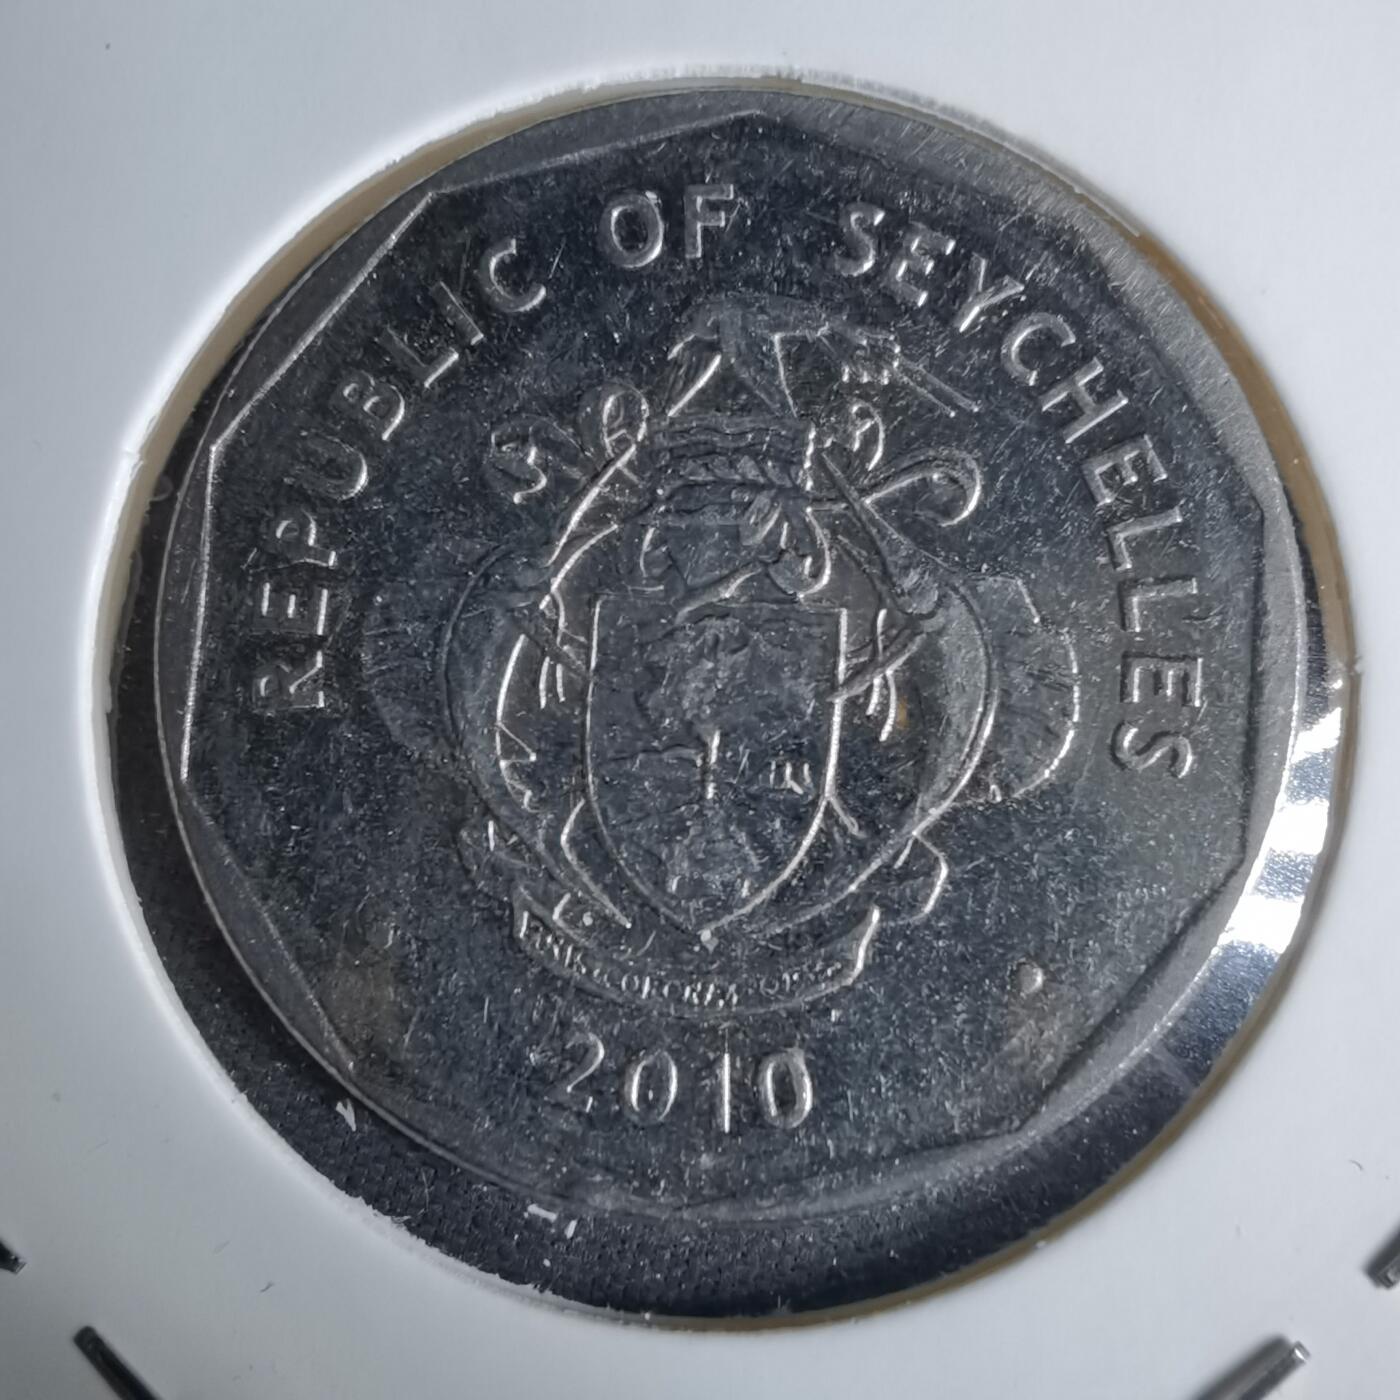 REPUBLIC OF SEYCHELLES
2010